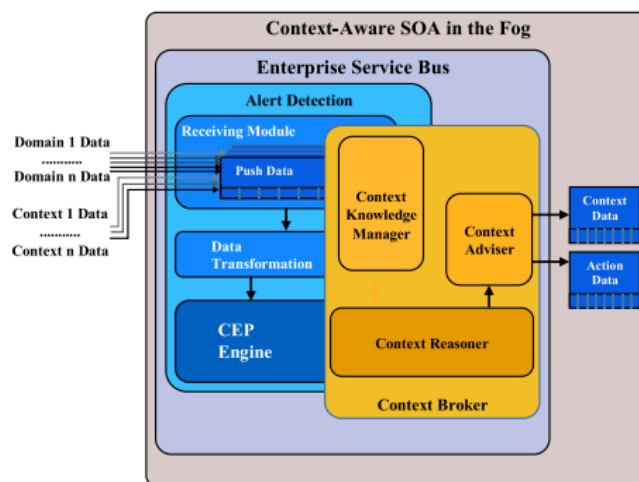 Context-Aware SOA in the Fog
Enterprise Service Bus
Alert Detection
Receiving Module
Domain 1 Data
...........
Domain n Data
Push Data
Context 1 Data
...........
Context n Data
Data
Transformation
CEP
Engine
Context
Knowledge
Manager
Context
Adviser
Context Reasoner
Context Broker
Context
Data
Action
Data